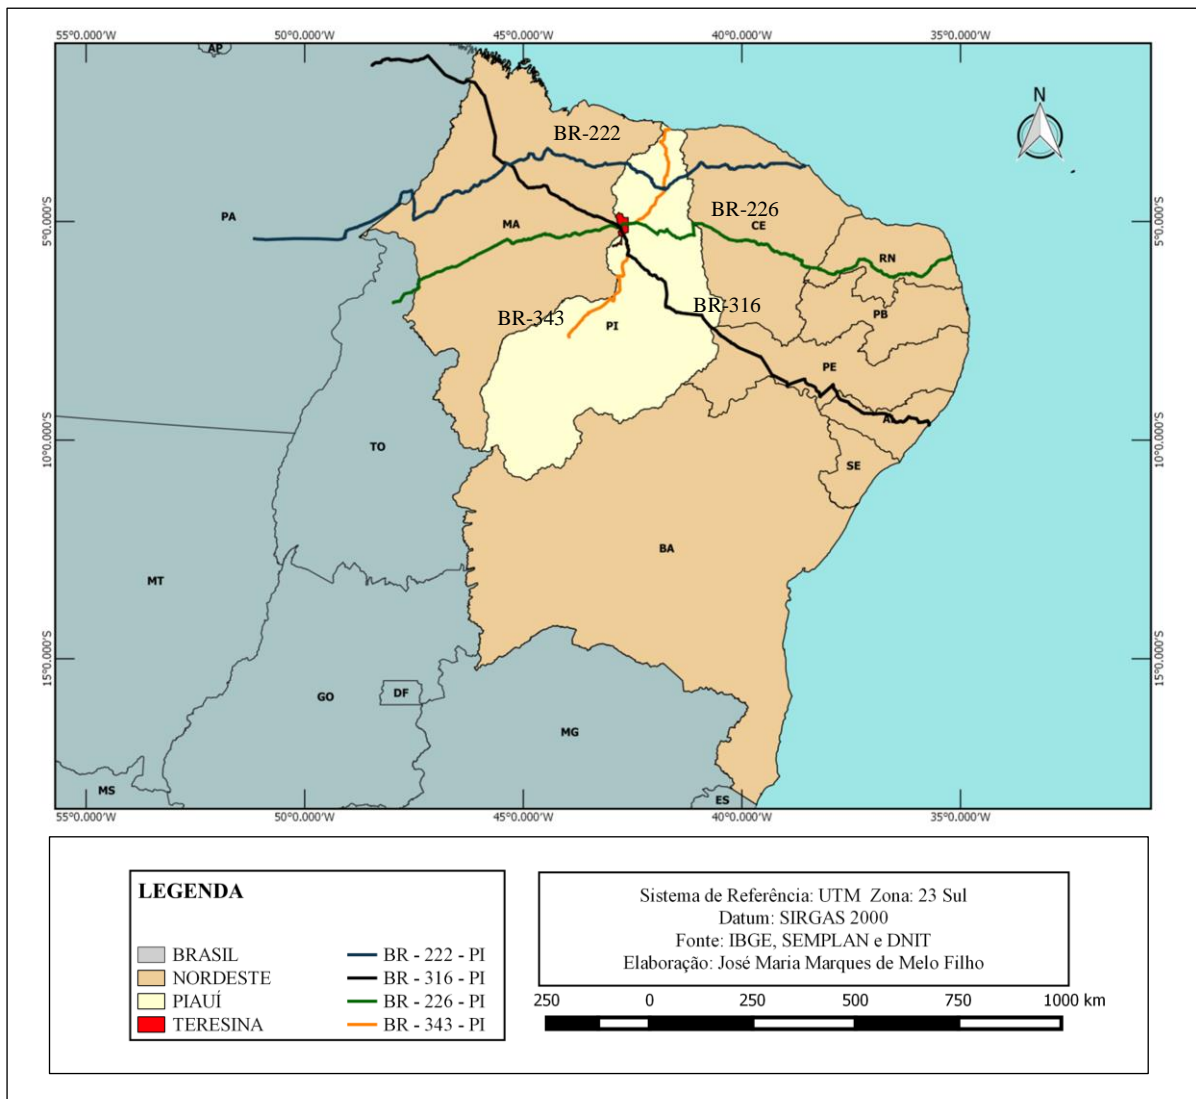 55°0.000'W 50°0.000'W 45°0.000'W 40°0.000'W 35°0.000'W
AP
N
BR-222
PA
BR-226
5°0.000'S
5°0.000'S
MA
CE
RN
BR-316
BR-343
PI
PB
PE
10°0.000'S
10°0.000'S
TO
SE
BA
MT
15°0.000'S
15°0.000'S
GO
DF
MG
MS
ES
55°0.000'W 50°0.000'W 45°0.000'W 40°0.000'W 35°0.000'W
LEGENDA
BRASIL
NORDESTE
PIAUÍ
TERESINA
BR - 222 - PI
BR - 316 - PI
BR - 226 - PI
BR - 343 - PI
Sistema de Referência: UTM Zona: 23 Sul
Datum: SIRGAS 2000
Fonte: IBGE, SEMPLAN e DNIT
Elaboração: José Maria Marques de Melo Filho
250 0 250 500 750 1000 km